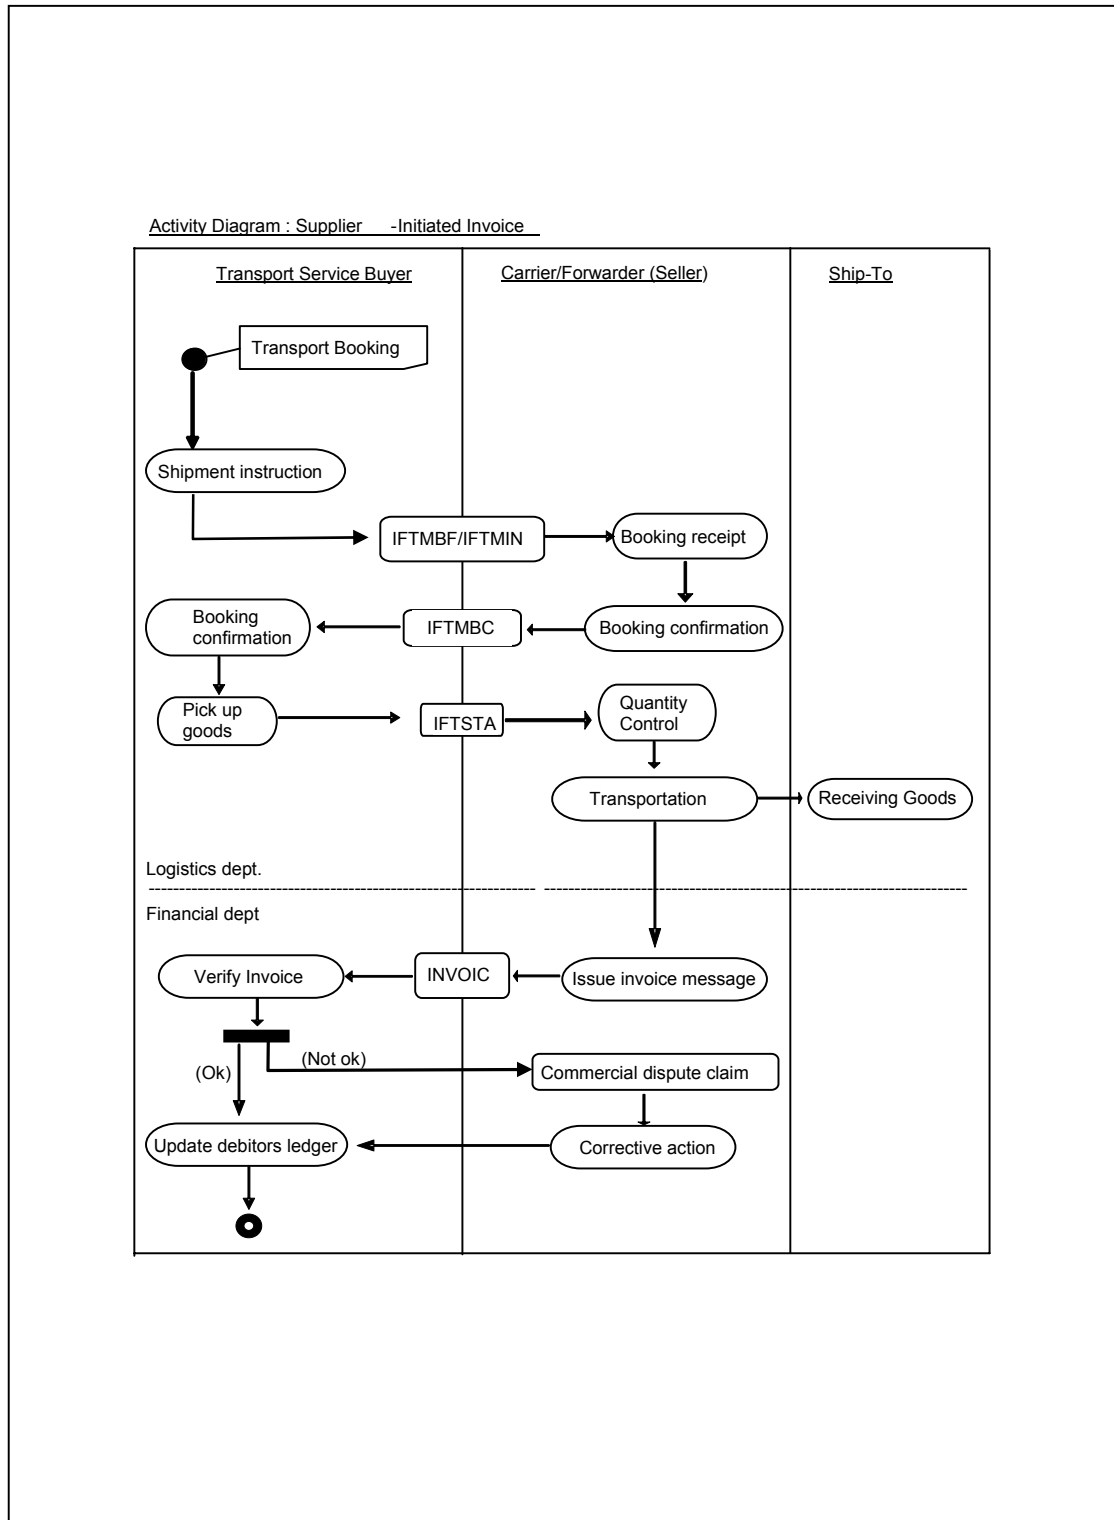 Activity Diagram : Supplier -Initiated Invoice
Transport Service Buyer
Carrier/Forwarder (Seller)
Ship-To
Transport Booking
Shipment instruction
IFTMBF/IFTMIN
Booking receipt
Booking
confirmation
IFTMBC
Booking confirmation
Pick up
goods
IFTSTA
Quantity
Control
Transportation
Receiving Goods
Logistics dept.
Financial dept
Verify Invoice
INVOIC
Issue invoice message
(Ok)
(Not ok)
Commercial dispute claim
Update debitors ledger
Corrective action